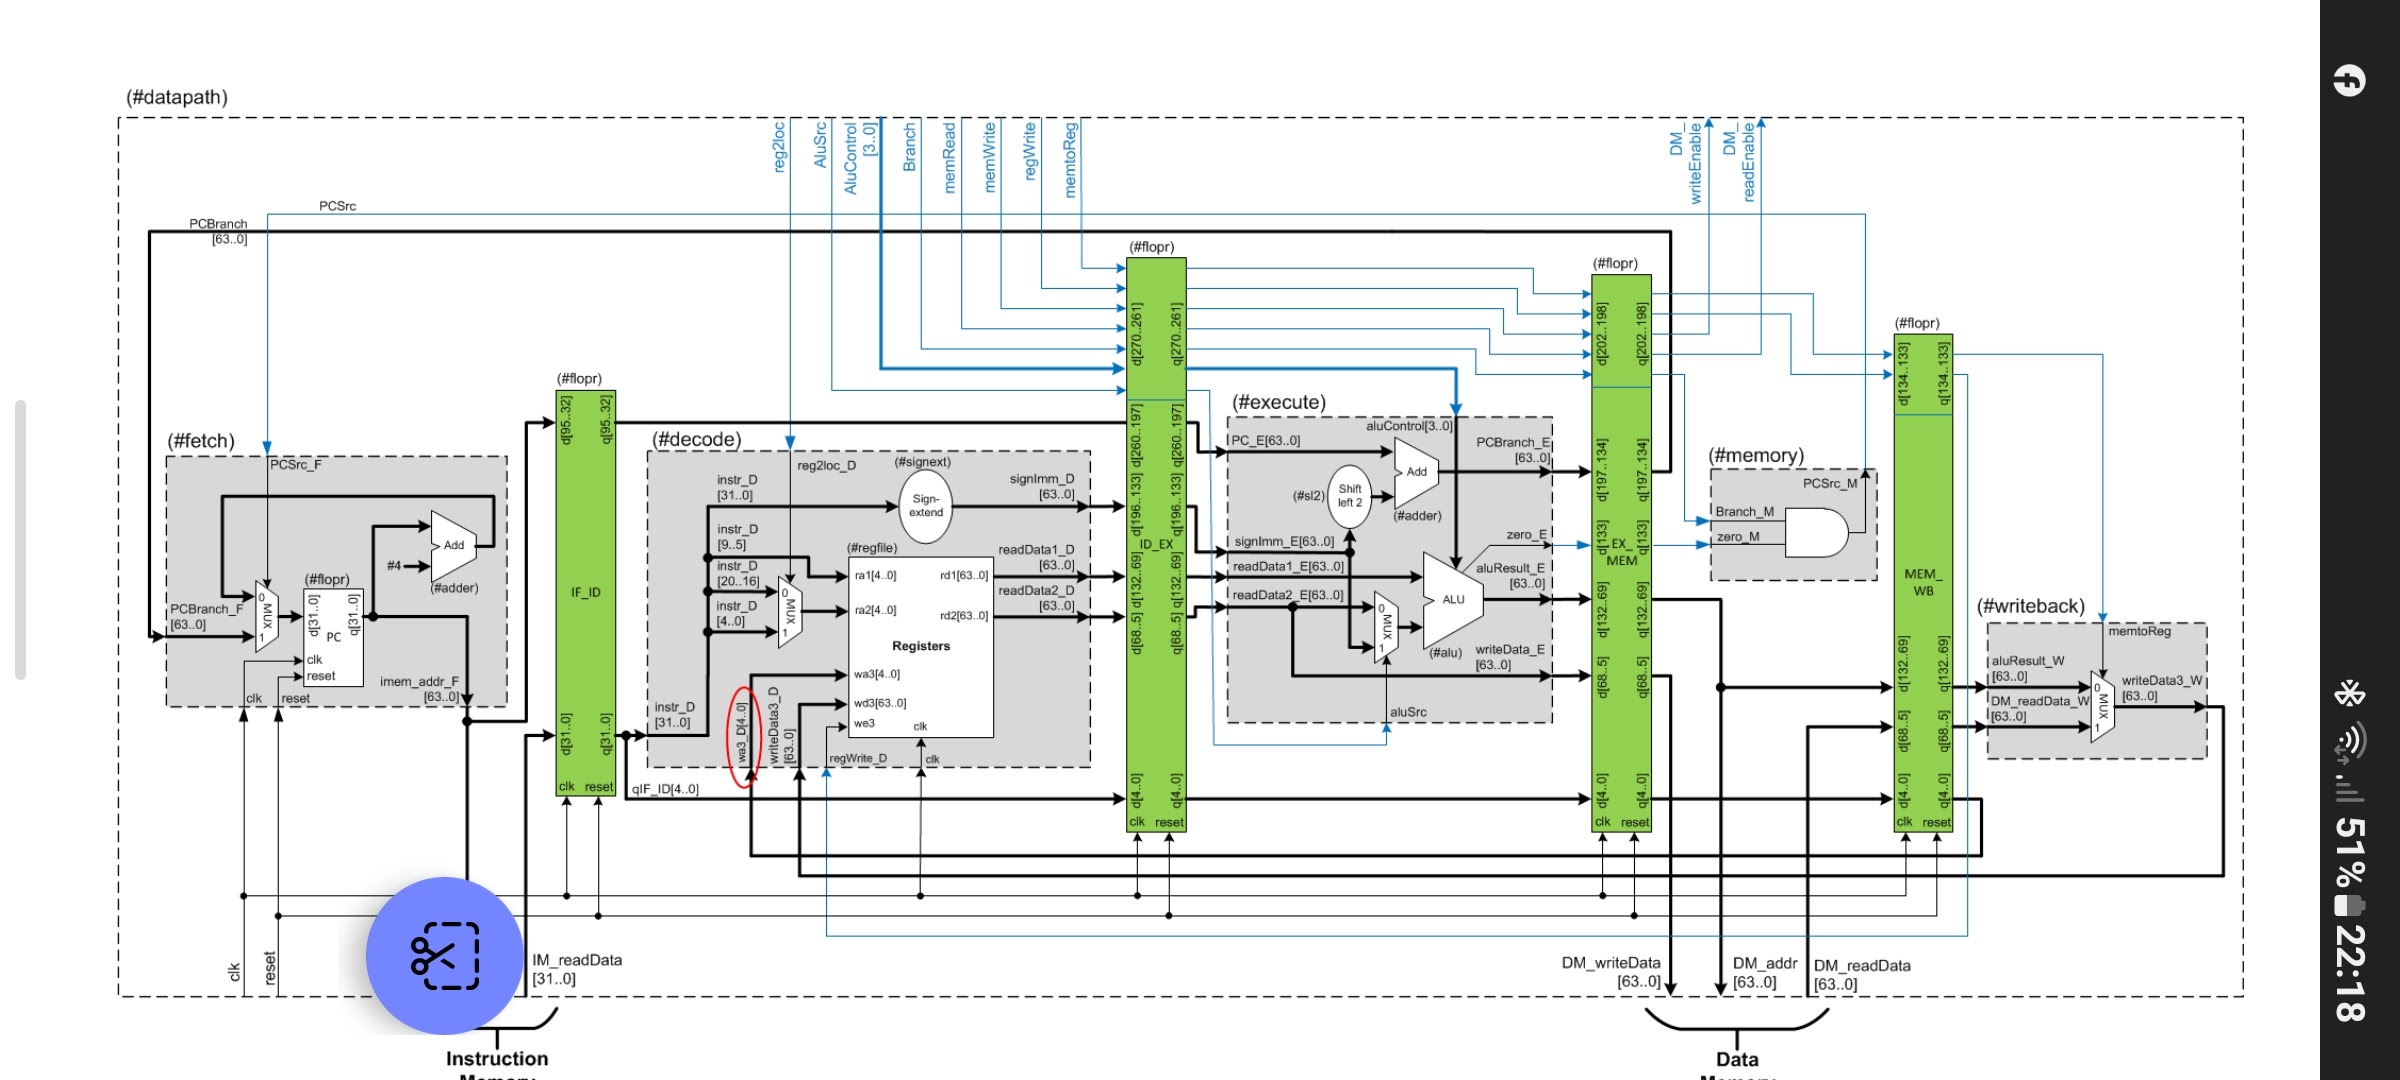 (#datapath)
reg2loc
AluSrc
AluControl
[3..0]
Branch
memRead
memWrite
regWrite
memtoReg
DM_
writeEnable
DM_
readEnable
PCSrc
PCBranch
[63..0]
(#fetch)
PCSrc_F
Add
#4
(#adder)
(#flopr)
0
MUX
1
PCBranch_F
[63..0]
d[31..0]
q[31..0]
PC
clk
reset
clk
reset
imem_addr_F
[63..0]
(#flopr)
d[95..32]
q[95..32]
IF_ID
d[31..0]
q[31..0]
clk
reset
(#decode)
reg2loc_D
(#signext)
Sign-
extend
instr_D
[31..0]
signImm_D
[63..0]
instr_D
[9..5]
instr_D
[20..16]
instr_D
[4..0]
0
MUX
1
(#regfile)
ra1[4..0]
rd1[63..0]
ra2[4..0]
rd2[63..0]
Registers
wa3[4..0]
wd3[63..0]
we3
clk
readData1_D
[63..0]
readData2_D
[63..0]
instr_D
[31..0]
wa3_D[4..0]
writeData3_D
[63..0]
regWrite_D
clk
qIF_ID[4..0]
(#flopr)
d[270..261]
q[270..261]
d[260..197]
q[260..197]
d[196..133]
q[196..133]
ID_EX
d[132..69]
q[132..69]
d[68..5]
q[68..5]
d[4..0]
q[4..0]
clk
reset
(#execute)
aluControl[3..0]
PC_E[63..0]
Add
PCBranch_E
[63..0]
(#sl2)
Shift
left 2
(#adder)
signImm_E[63..0]
zero_E
readData1_E[63..0]
aluResult_E
[63..0]
readData2_E[63..0]
0
MUX
1
ALU
(#alu)
writeData_E
[63..0]
aluSrc
(#flopr)
d[202..198]
q[202..198]
d[197..134]
q[197..134]
d[133]
q[133]
EX_
MEM
d[132..69]
q[132..69]
d[68..5]
q[68..5]
d[4..0]
q[4..0]
clk
reset
(#memory)
PCSrc_M
Branch_M
zero_M
(#flopr)
d[134..133]
q[134..133]
MEM_
WB
d[132..69]
q[132..69]
d[68..5]
q[68..5]
d[4..0]
q[4..0]
clk
reset
(#writeback)
memtoReg
aluResult_W
[63..0]
DM_readData_W
[63..0]
0
MUX
1
writeData3_W
[63..0]
clk
reset
IM_readData
[31..0]
DM_writeData
[63..0]
DM_addr
[63..0]
DM_readData
[63..0]
Instruction
Memory
Data
Memory
51%
22:18